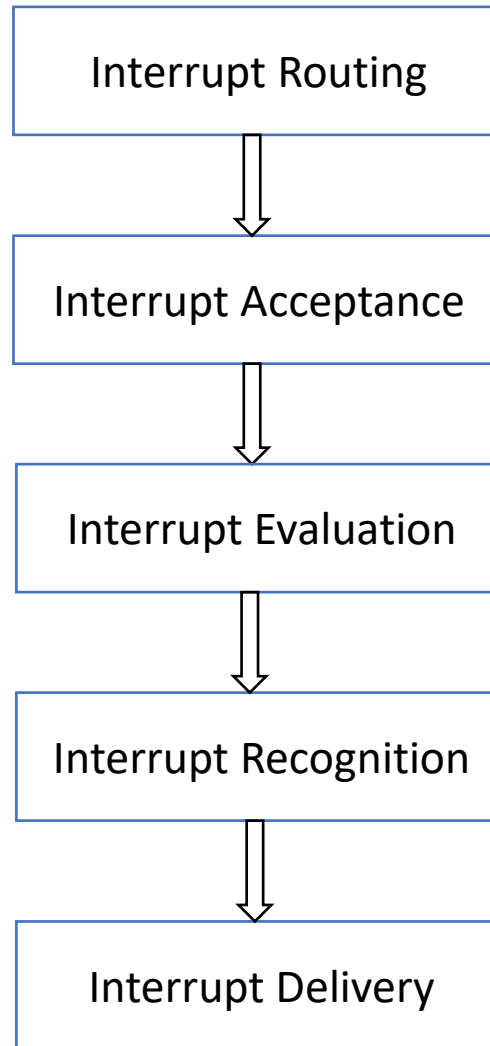 Interrupt Routing
Interrupt Acceptance
Interrupt Evaluation
Interrupt Recognition
Interrupt Delivery